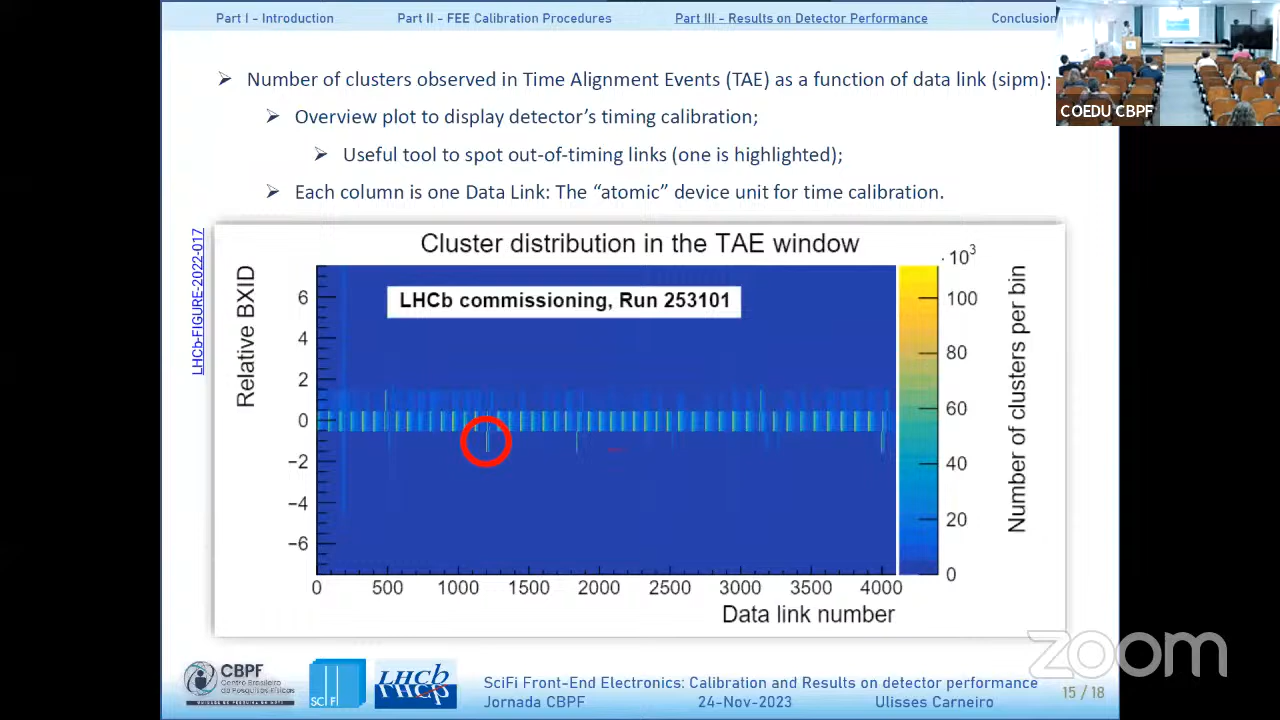 Part I - Introduction
Part II - FEE Calibration Procedures
Part III - Results on Detector Performance
Conclusion
Number of clusters observed in Time Alignment Events (TAE) as a function of data link (sipm):
Overview plot to display detector's timing calibration;
Useful tool to spot out-of-timing links (one is highlighted);
Each column is one Data Link: The “atomic” device unit for time calibration.
COEDU CBPF
LHCb-FIGURE-2022-017
Cluster distribution in the TAE window
LHCb commissioning, Run 253101
Relative BXID
6
4
2
0
−2
−4
−6
0 500 1000 1500 2000 2500 3000 3500 4000
Data link number
·10³
100
80
60
40
20
0
Number of clusters per bin
CBPF
Centro Brasileiro
de Pesquisas Físicas
SCIFI
LHCb
LHCb
SciFi Front-End Electronics: Calibration and Results on detector performance
Jornada CBPF 24-Nov-2023 Ulisses Carneiro
15 / 18
zoom